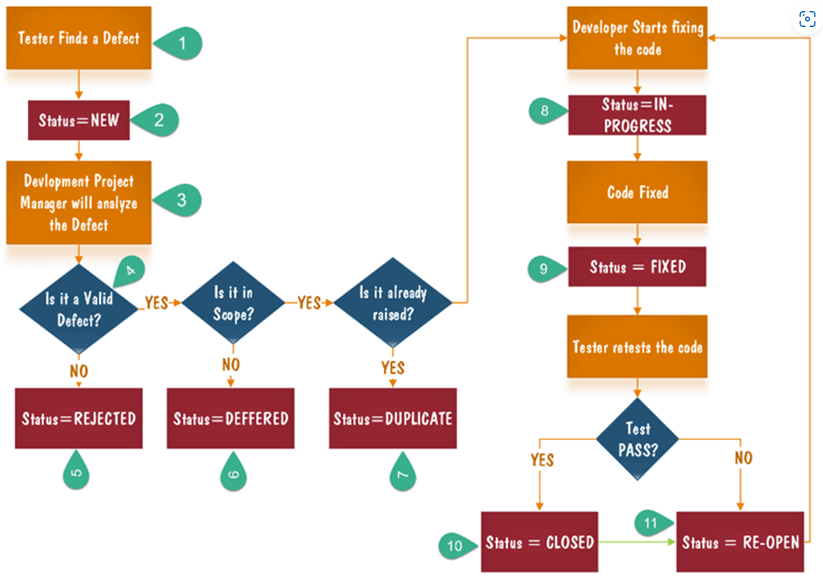 Tester Finds a Defect
1
Status=NEW
2
Devlopment Project
Manager will analyze
the Defect
3
4
Is it a Valid
Defect?
YES
Is it in
Scope?
YES
Is it already
raised?
NO
NO
YES
Status=REJECTED
Status=DEFFERED
Status=DUPLICATE
5
6
7
Developer Starts fixing
the code
8
Status=IN-
PROGRESS
Code Fixed
9
Status = FIXED
Tester retests the code
Test
PASS?
YES
NO
10
Status = CLOSED
11
Status = RE-OPEN